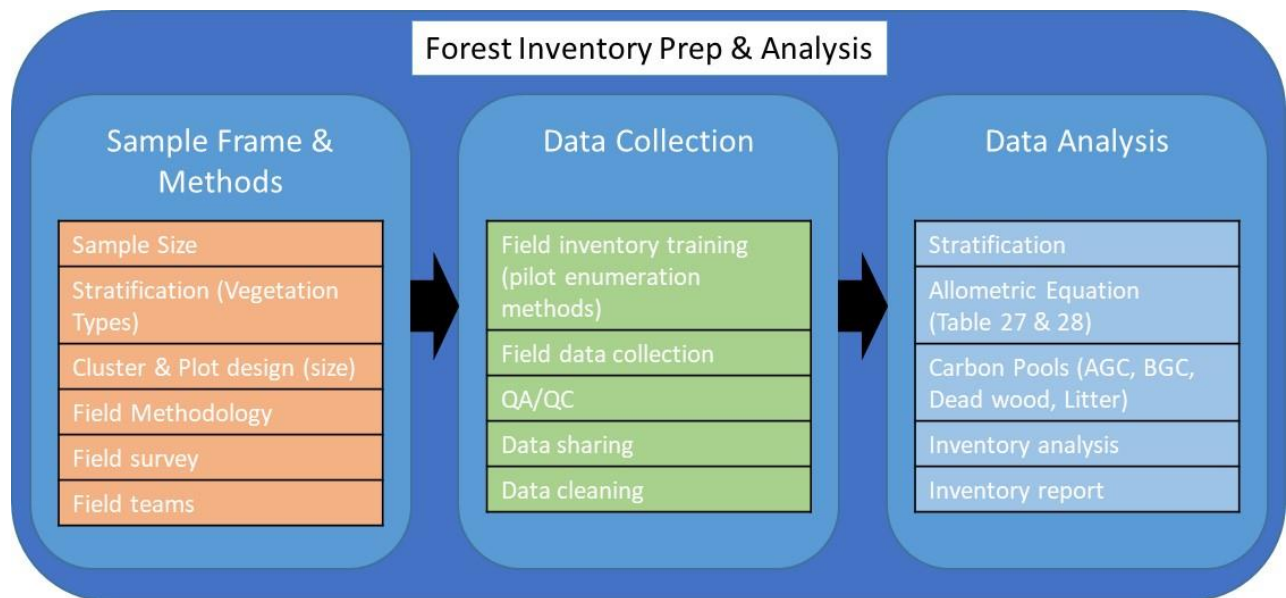 Forest Inventory Prep & Analysis
Sample Frame &
Methods
Sample Size
Stratification (Vegetation
Types)
Cluster & Plot design (size)
Field Methodology
Field survey
Field teams
Data Collection
Field inventory training
(pilot enumeration
methods)
Field data collection
QA/QC
Data sharing
Data cleaning
Data Analysis
Stratification
Allometric Equation
(Table 27 & 28)
Carbon Pools (AGC, BGC,
Dead wood, Litter)
Inventory analysis
Inventory report